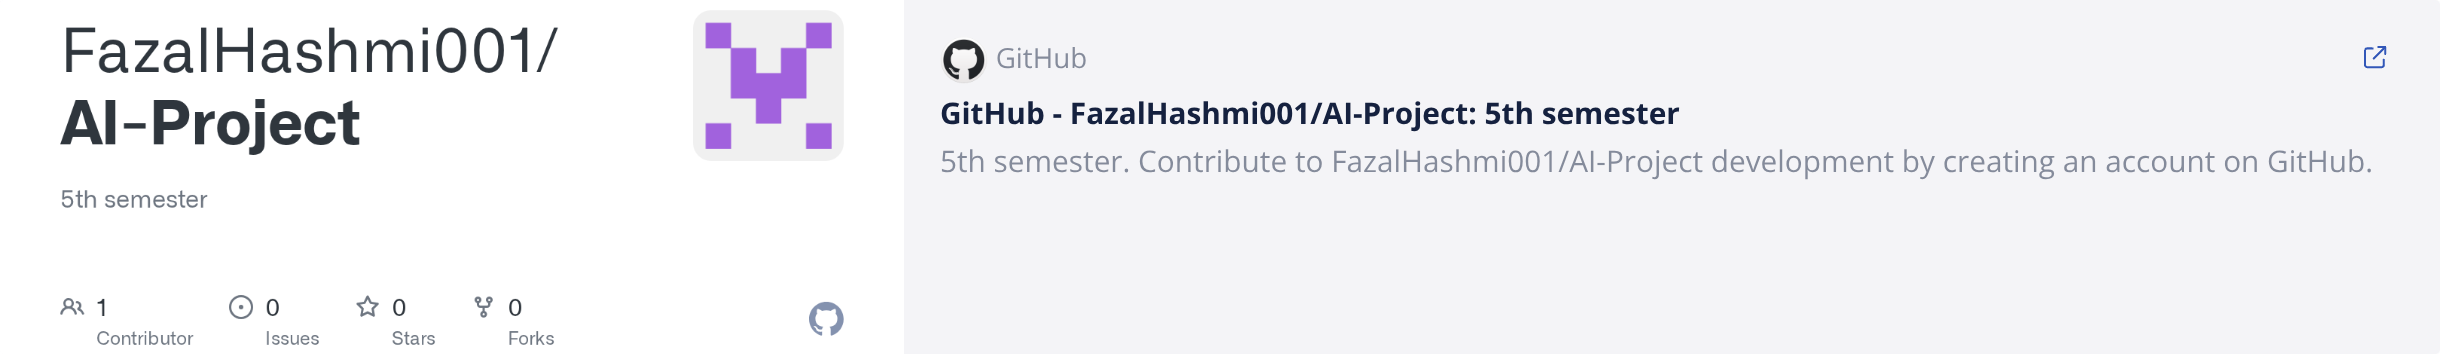 FazalHashmi001/
AI-Project
5th semester
1
Contributor
0
Issues
0
Stars
0
Forks
GitHub
GitHub - FazalHashmi001/AI-Project: 5th semester
5th semester. Contribute to FazalHashmi001/AI-Project development by creating an account on GitHub.